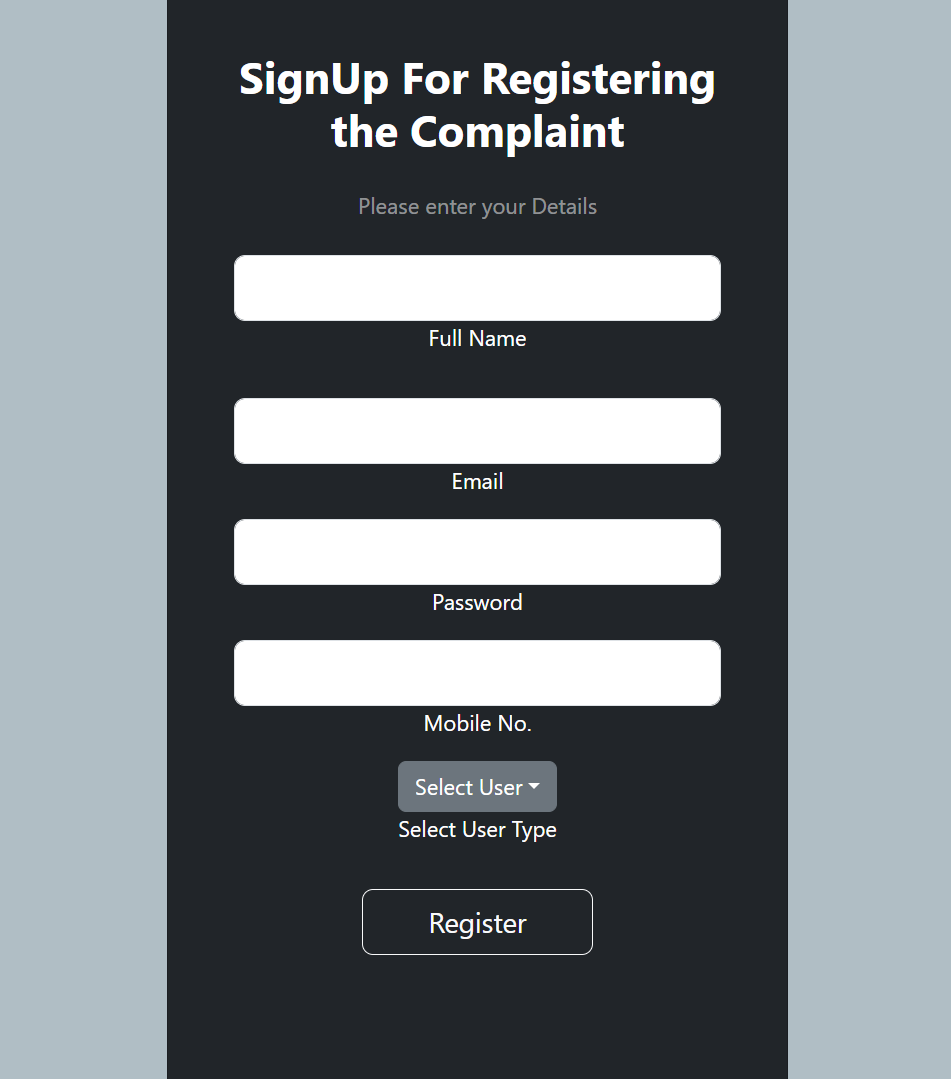 SignUp For Registering
the Complaint
Please enter your Details
Full Name
Email
Password
Mobile No.
Select User
Select User Type
Register